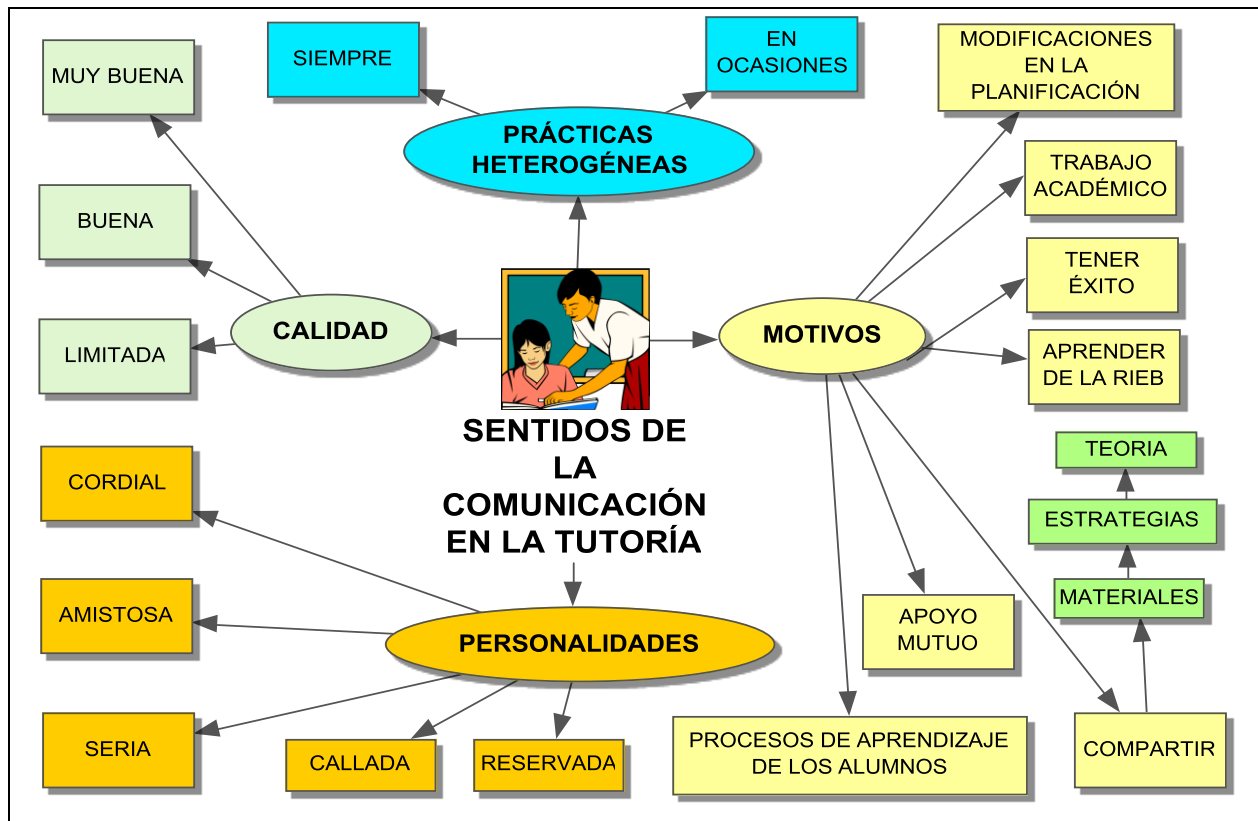 SIEMPRE
EN
OCASIONES
PRÁCTICAS
HETEROGÉNEAS
MUY BUENA
BUENA
LIMITADA
CALIDAD
MODIFICACIONES
EN LA
PLANIFICACIÓN
TRABAJO
ACADÉMICO
TENER
ÉXITO
APRENDER
DE LA RIEB
MOTIVOS
SENTIDOS DE
LA
COMUNICACIÓN
EN LA TUTORÍA
TEORIA
ESTRATEGIAS
MATERIALES
COMPARTIR
APOYO
MUTUO
PROCESOS DE APRENDIZAJE
DE LOS ALUMNOS
PERSONALIDADES
CORDIAL
AMISTOSA
SERIA
CALLADA
RESERVADA